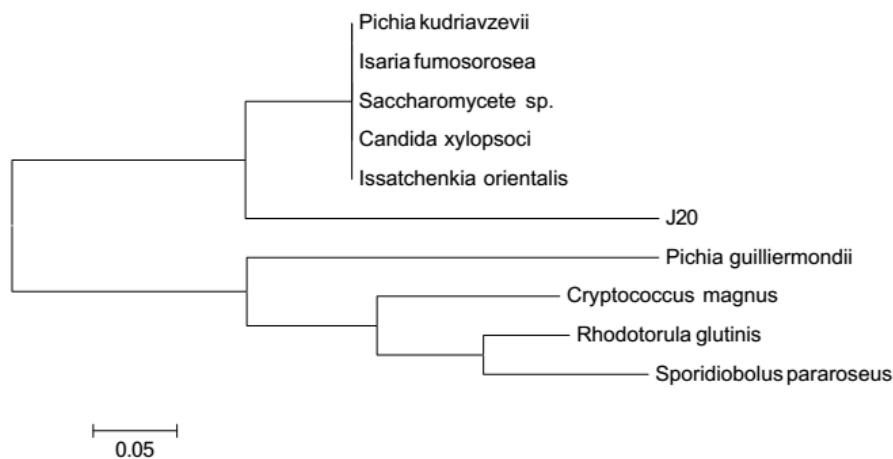 Pichia kudriavzevii
Isaria fumosorosea
Saccharomycete sp.
Candida xylopsoci
Issatchenkia orientalis
J20
Pichia guilliermondii
Cryptococcus magnus
Rhodotorula glutinis
Sporidiobolus pararoseus
0.05